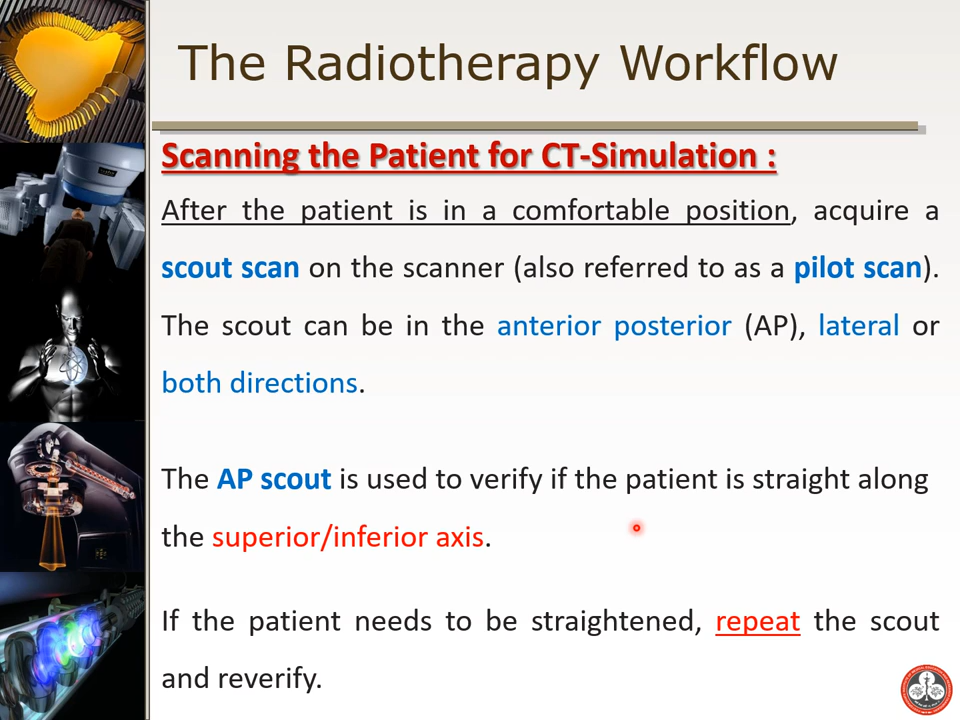 The Radiotherapy Workflow
Scanning the Patient for CT-Simulation :
After the patient is in a comfortable position, acquire a
scout scan on the scanner (also referred to as a pilot scan).
The scout can be in the anterior posterior (AP), lateral or
both directions.
The AP scout is used to verify if the patient is straight along
the superior/inferior axis.
If the patient needs to be straightened, repeat the scout
and reverify.